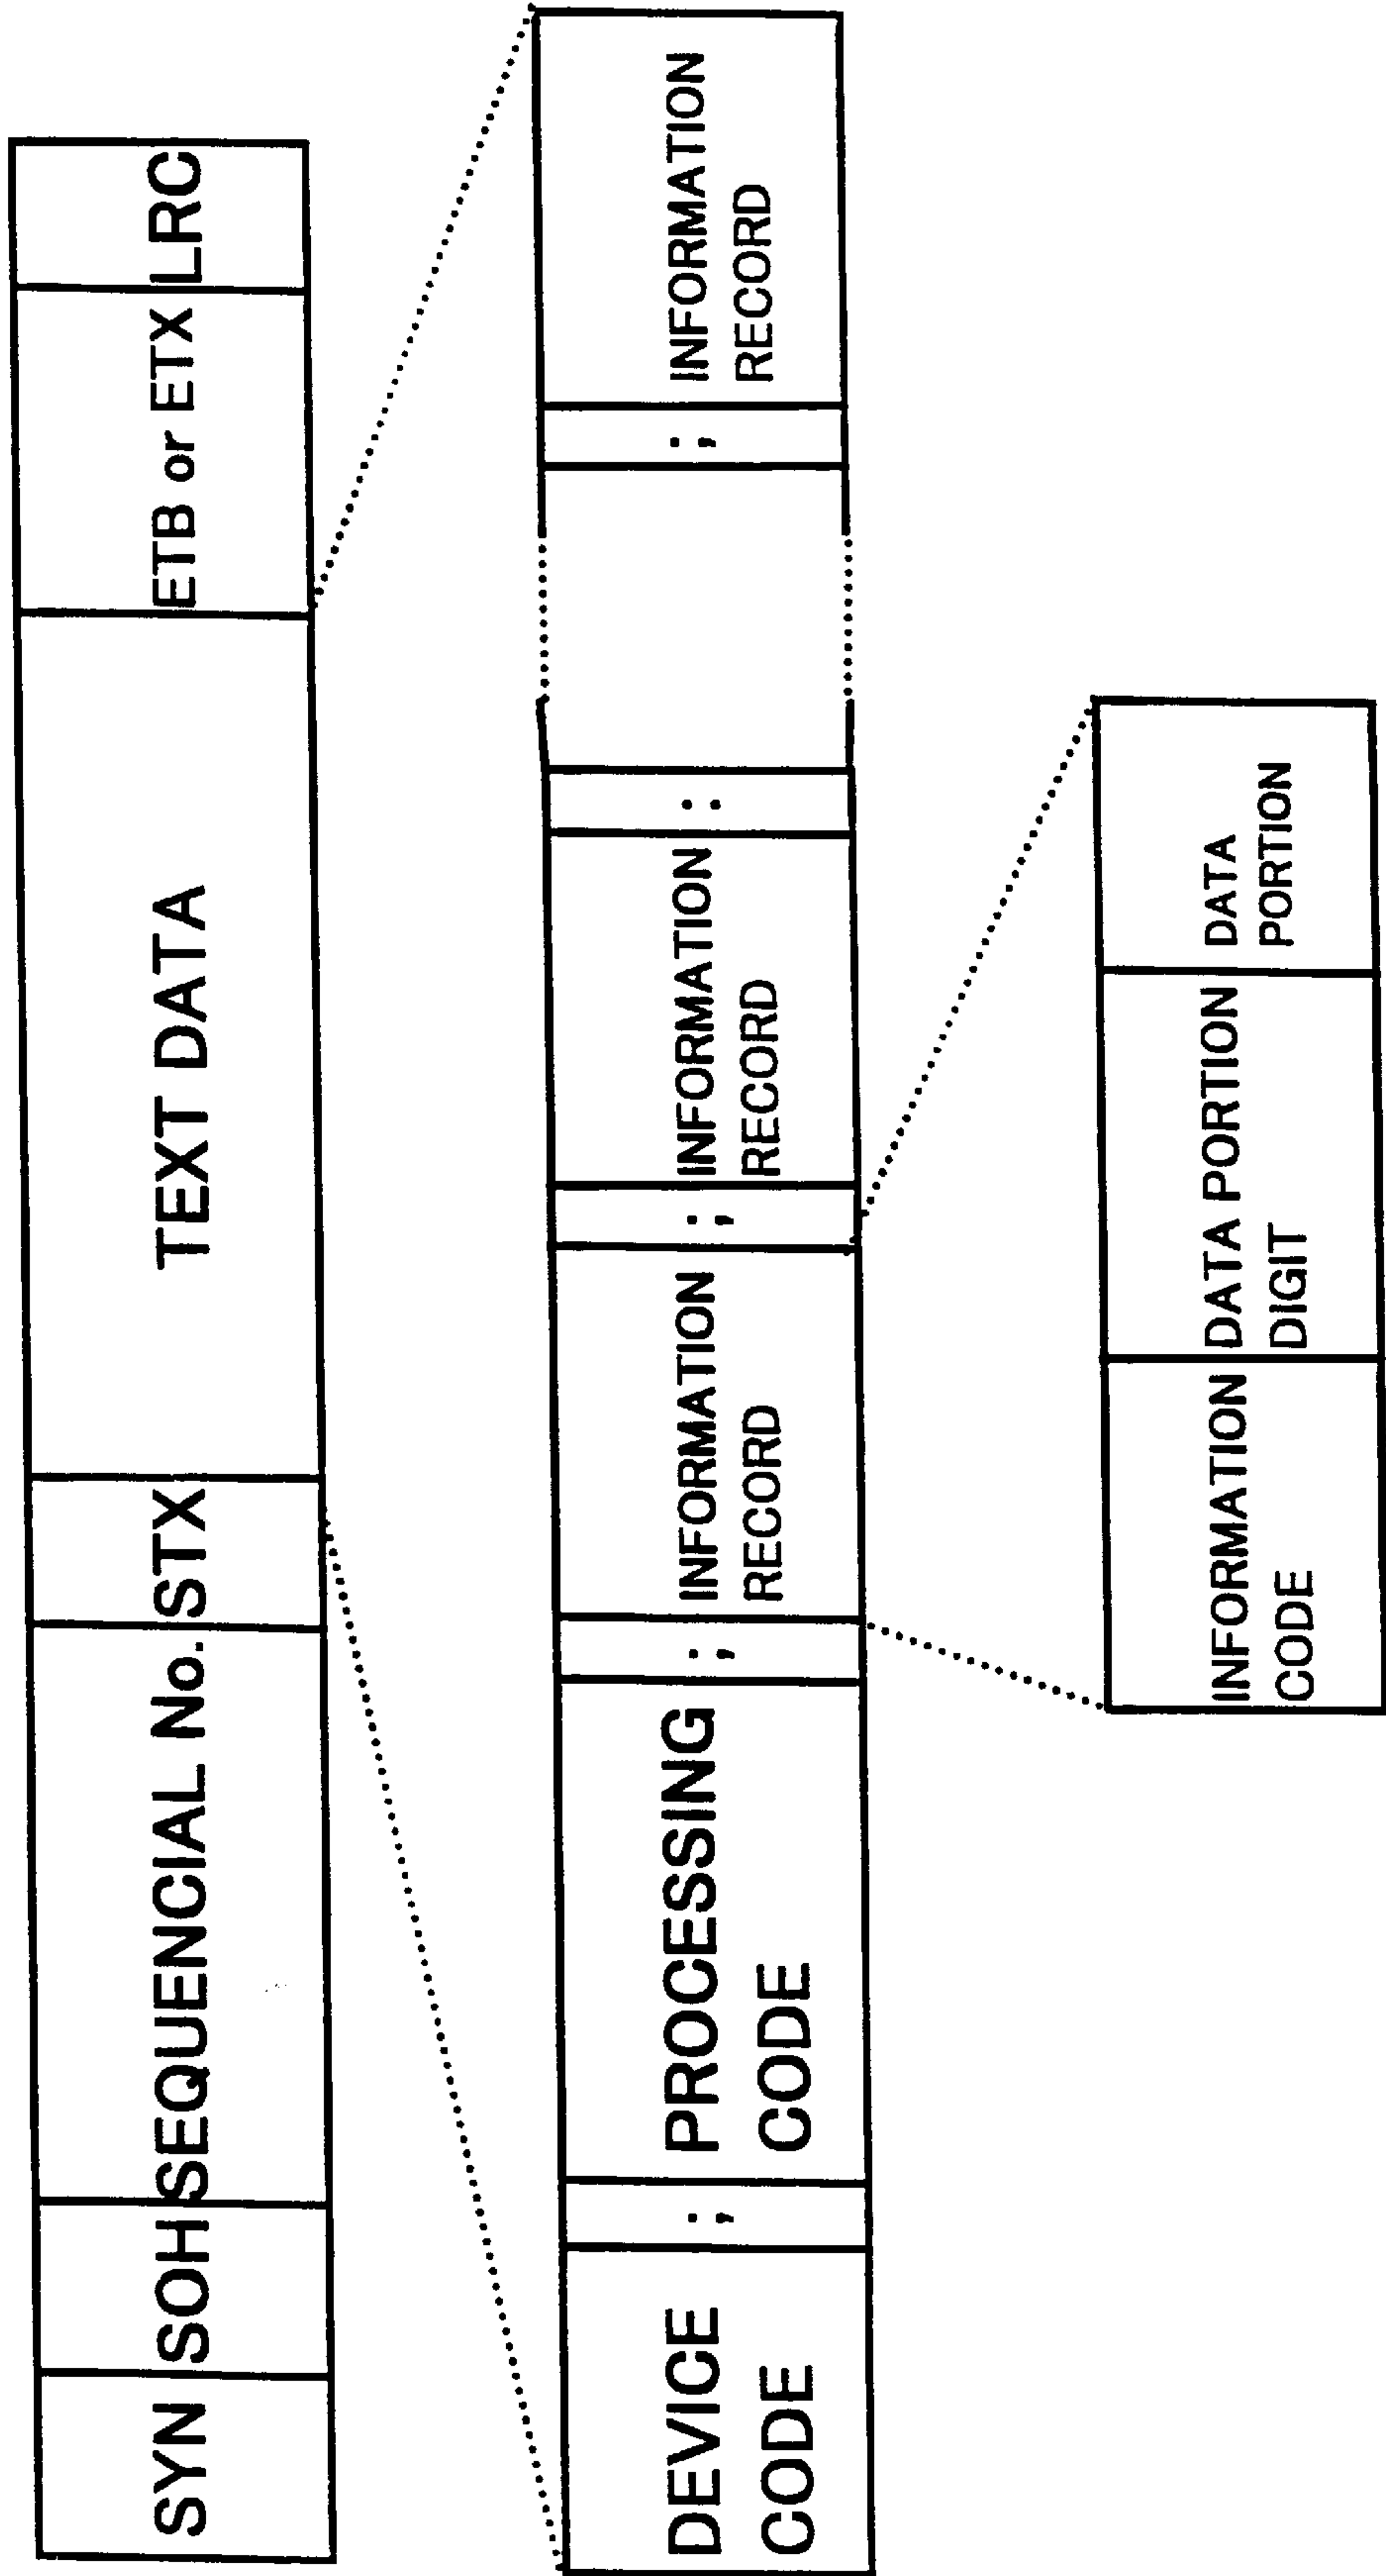 SYN
SOH
SEQUENCIAL No.
STX
TEXT DATA
ETB or ETX
LRC
DEVICE
CODE
;
PROCESSING
CODE
;
INFORMATION
RECORD
;
INFORMATION
RECORD
:
;
INFORMATION
RECORD
INFORMATION
CODE
DATA PORTION
DIGIT
DATA
PORTION